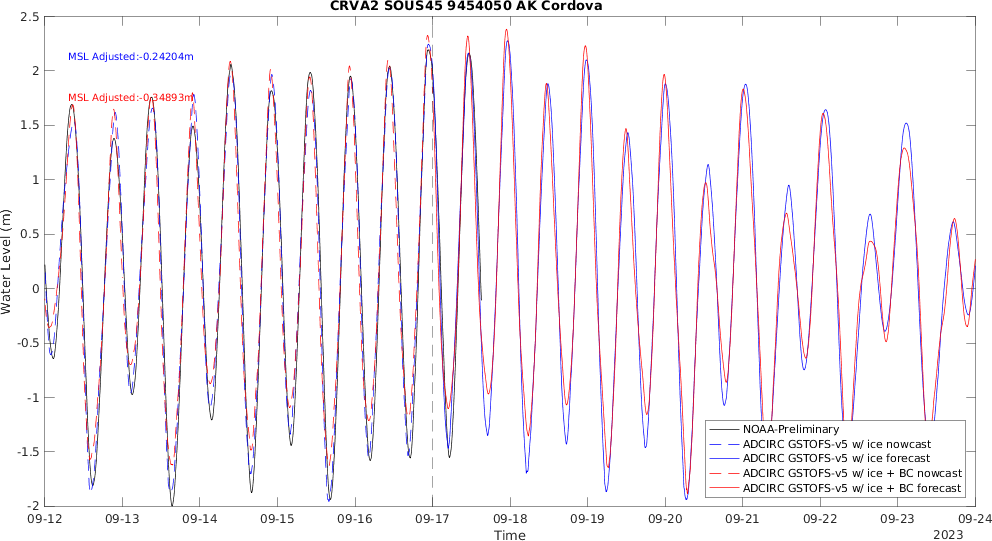 CRVA2 SOUS45 9454050 AK Cordova
MSL Adjusted:-0.24204m
MSL Adjusted:-0.34893m
Water Level (m)
2.5
2
1.5
1
0.5
0
-0.5
-1
-1.5
-2
NOAA-Preliminary
ADCIRC GSTOFS-v5 w/ ice nowcast
ADCIRC GSTOFS-v5 w/ ice forecast
ADCIRC GSTOFS-v5 w/ ice + BC nowcast
ADCIRC GSTOFS-v5 w/ ice + BC forecast
09-12 09-13 09-14 09-15 09-16 09-17 09-18 09-19 09-20 09-21 09-22 09-23 09-24
Time
2023